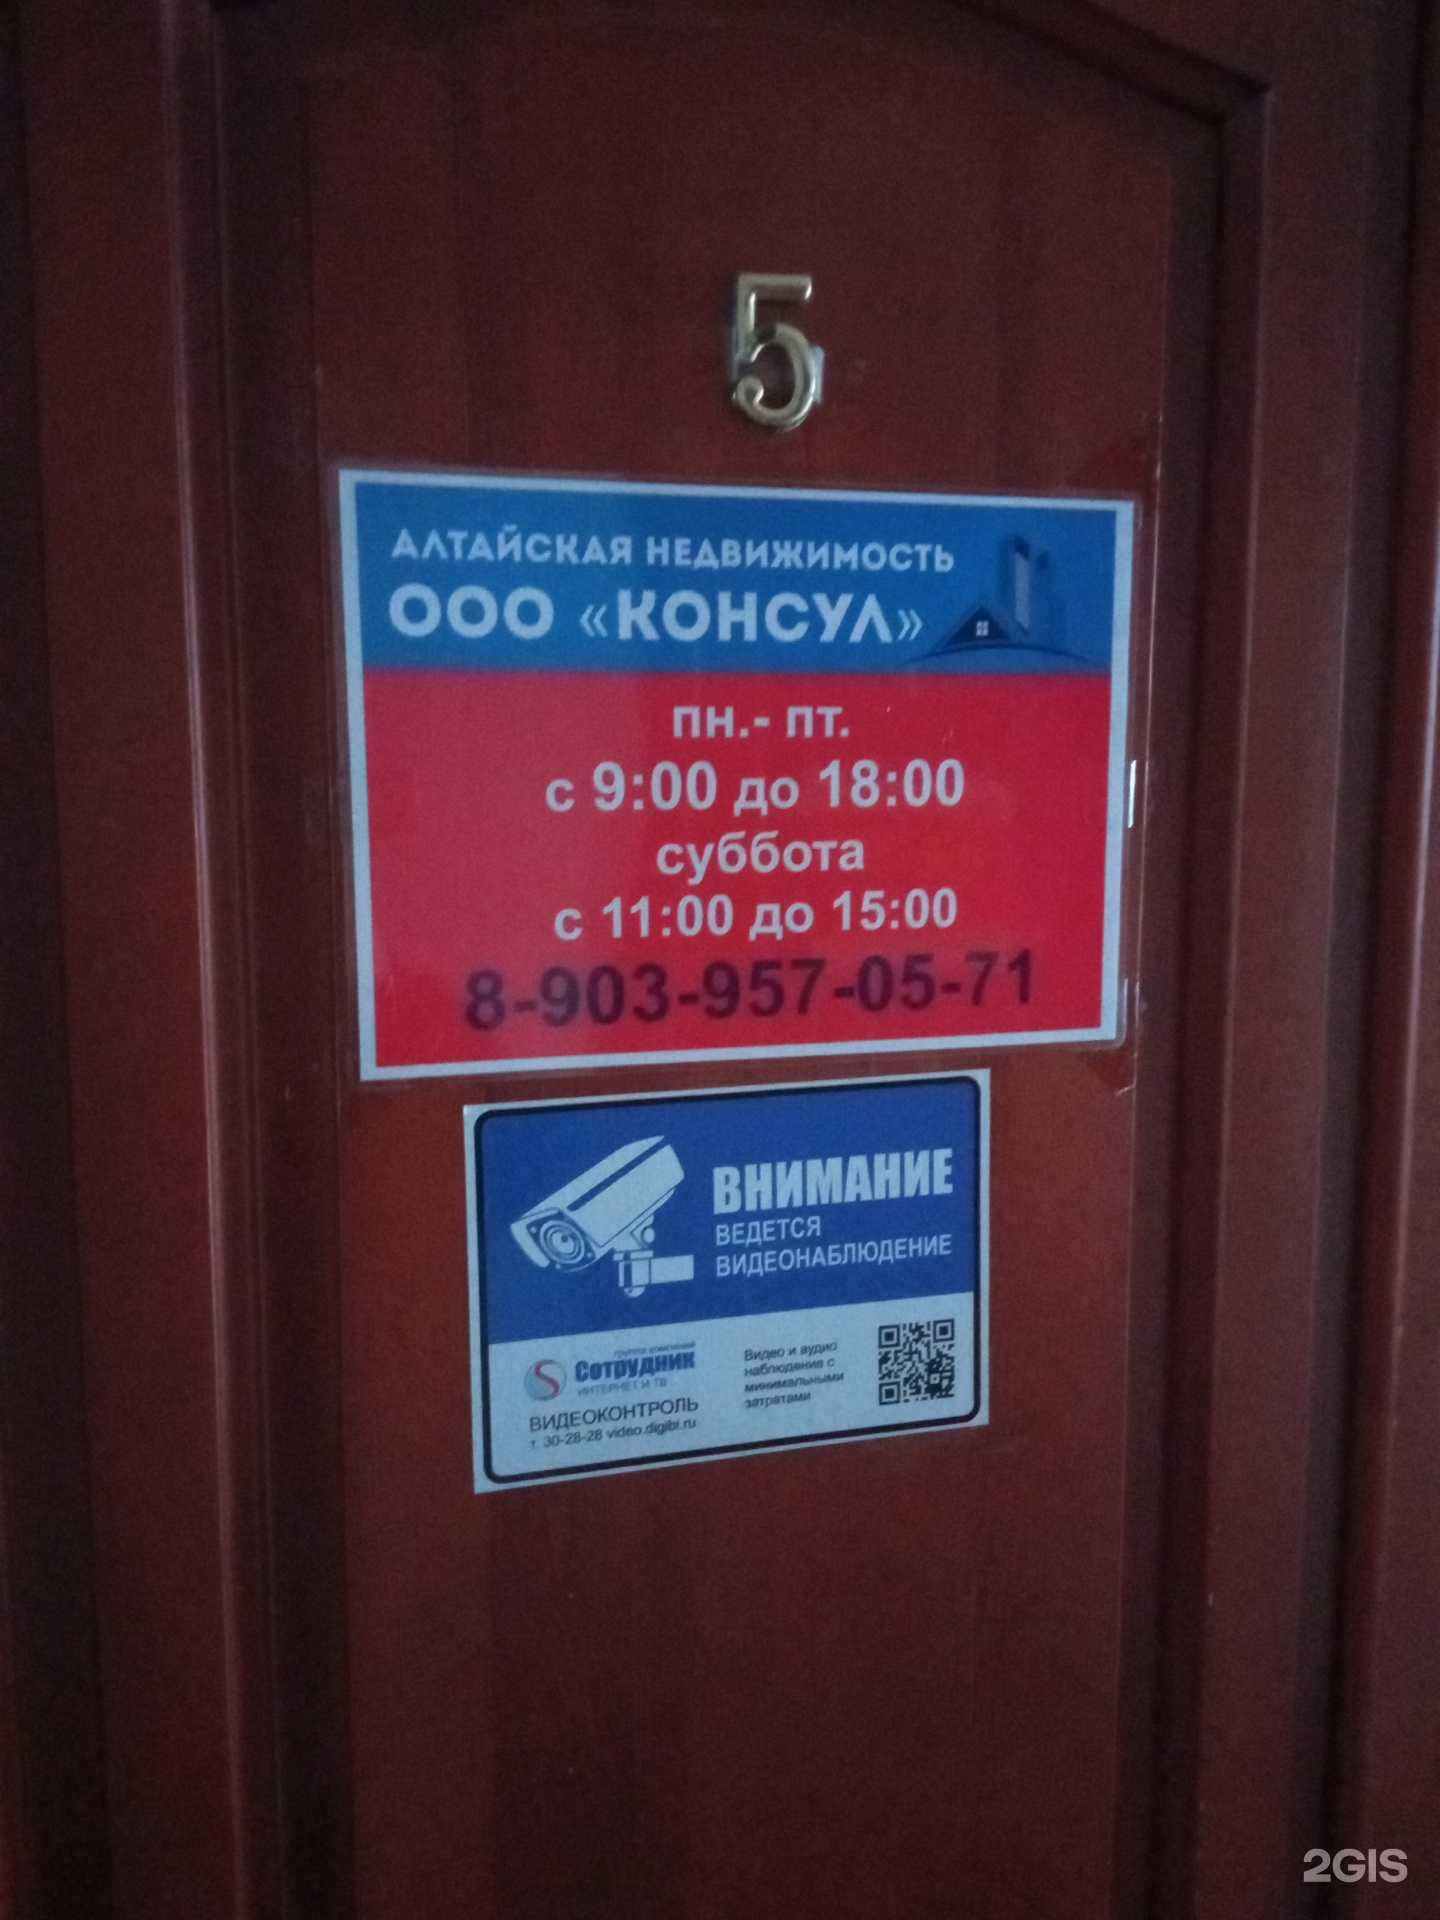 5
АЛТАЙСКАЯ НЕДВИЖИМОСТЬ
ООО «КОНСУЛ»
пн.- пт.
с 9:00 до 18:00
суббота
с 11:00 до 15:00
8-903-957-05-71
ВНИМАНИЕ
ВЕДЕТСЯ
ВИДЕОНАБЛЮДЕНИЕ
группа компаний
Сотрудник
ИНТЕРНЕТ И ТВ
ВИДЕОКОНТРОЛЬ
т. 30-28-28 video.digibi.ru
Видео и аудио
наблюдение с
минимальными
затратами
2GIS